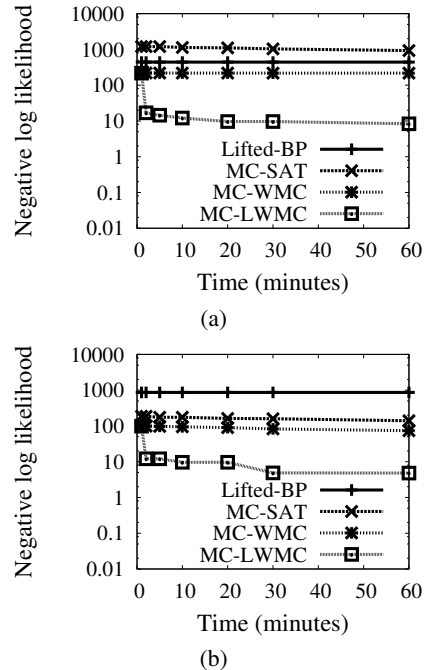 10000
1000
100
10
1
0.1
0.01
Negative log likelihood
Lifted-BP
MC-SAT
MC-WMC
MC-LWMC
0 10 20 30 40 50 60
Time (minutes)
(a)
10000
1000
100
10
1
0.1
0.01
Negative log likelihood
Lifted-BP
MC-SAT
MC-WMC
MC-LWMC
0 10 20 30 40 50 60
Time (minutes)
(b)